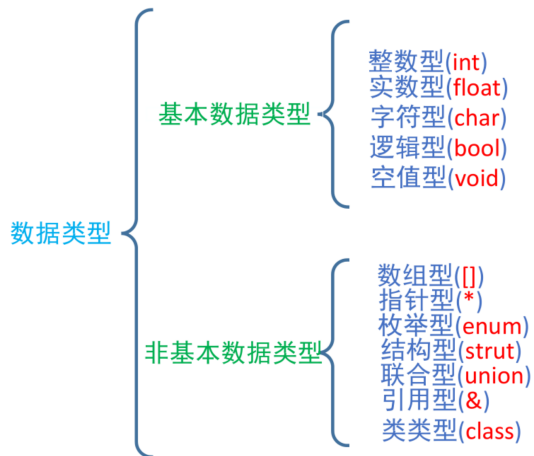 数据类型
基本数据类型
整数型(int)
实数型(float)
字符型(char)
逻辑型(bool)
空值型(void)
非基本数据类型
数组型([])
指针型(*)
枚举型(enum)
结构型(strut)
联合型(union)
引用型(&)
类类型(class)